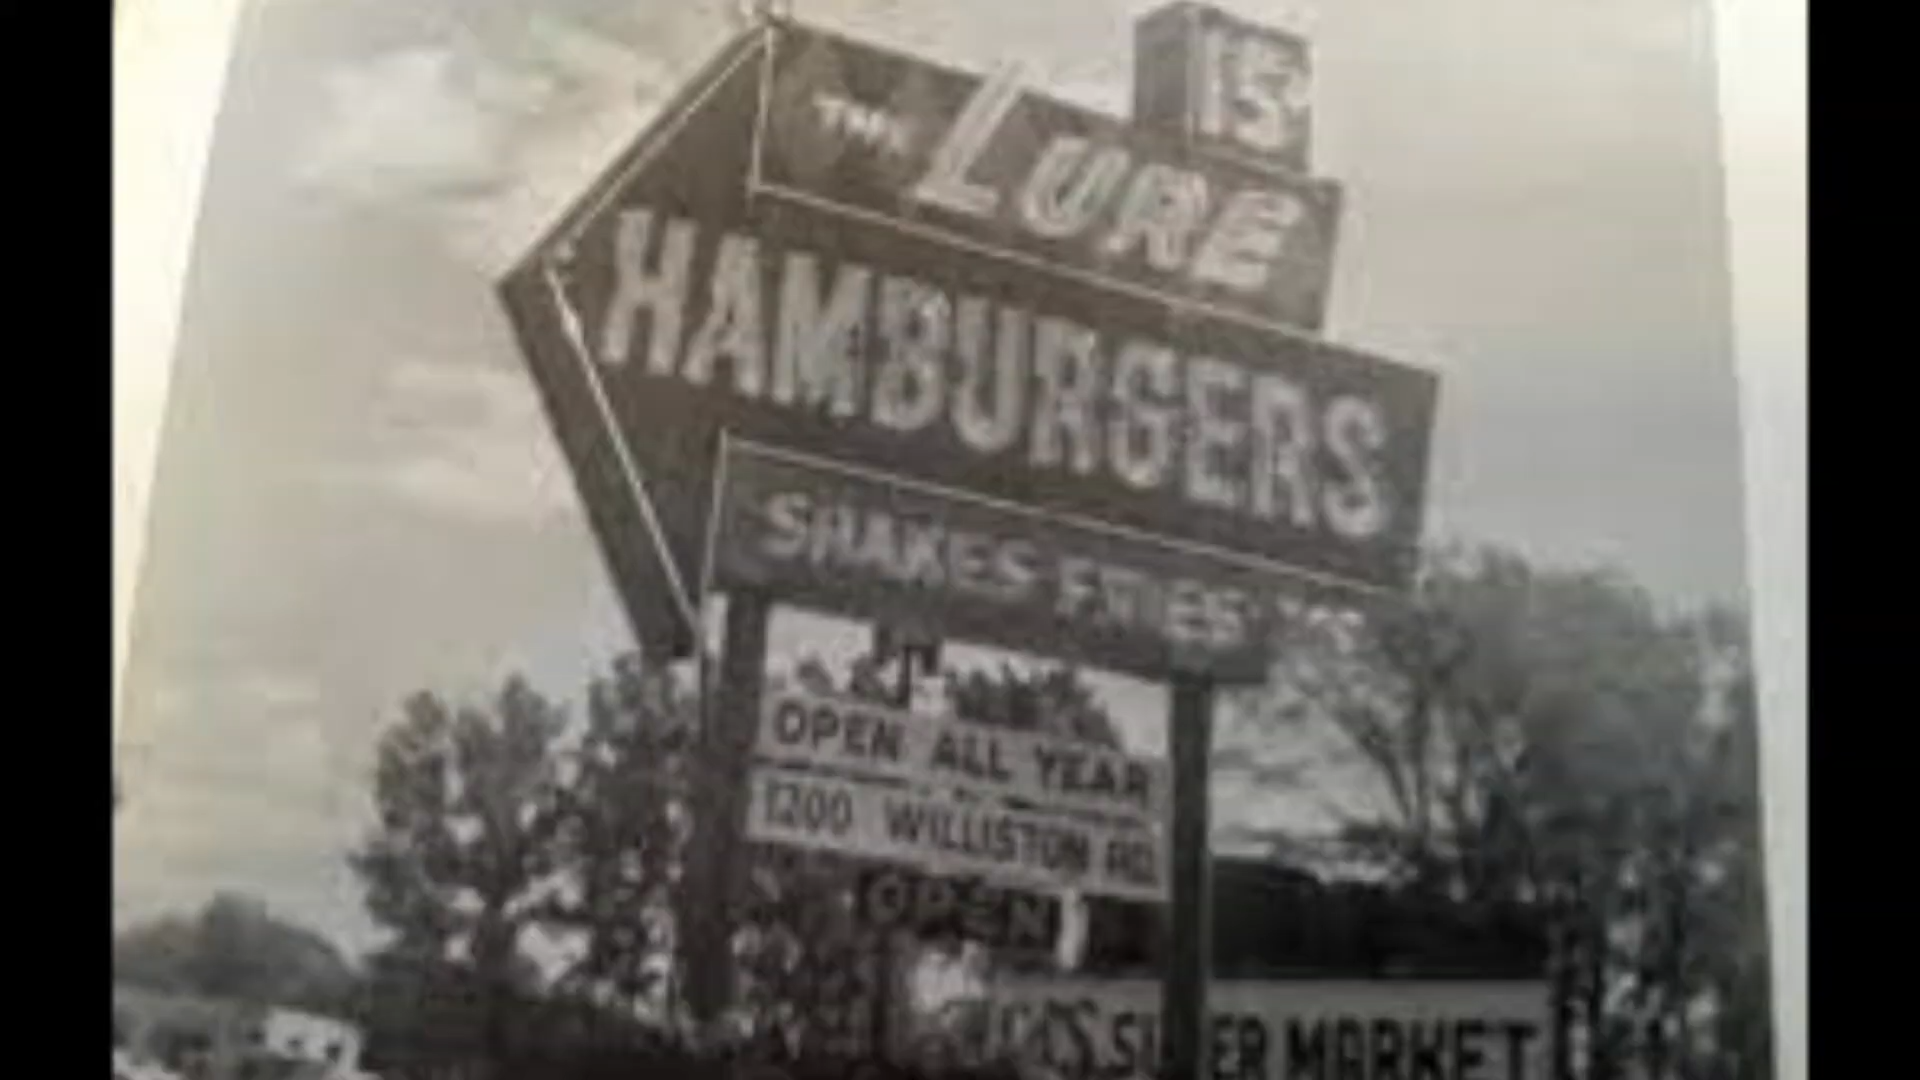 15¢
THE LURE
HAMBURGERS
SHAKES FRIES
OPEN ALL YEAR
1200 WILLISTON RD.
OPEN
SUPER MARKET